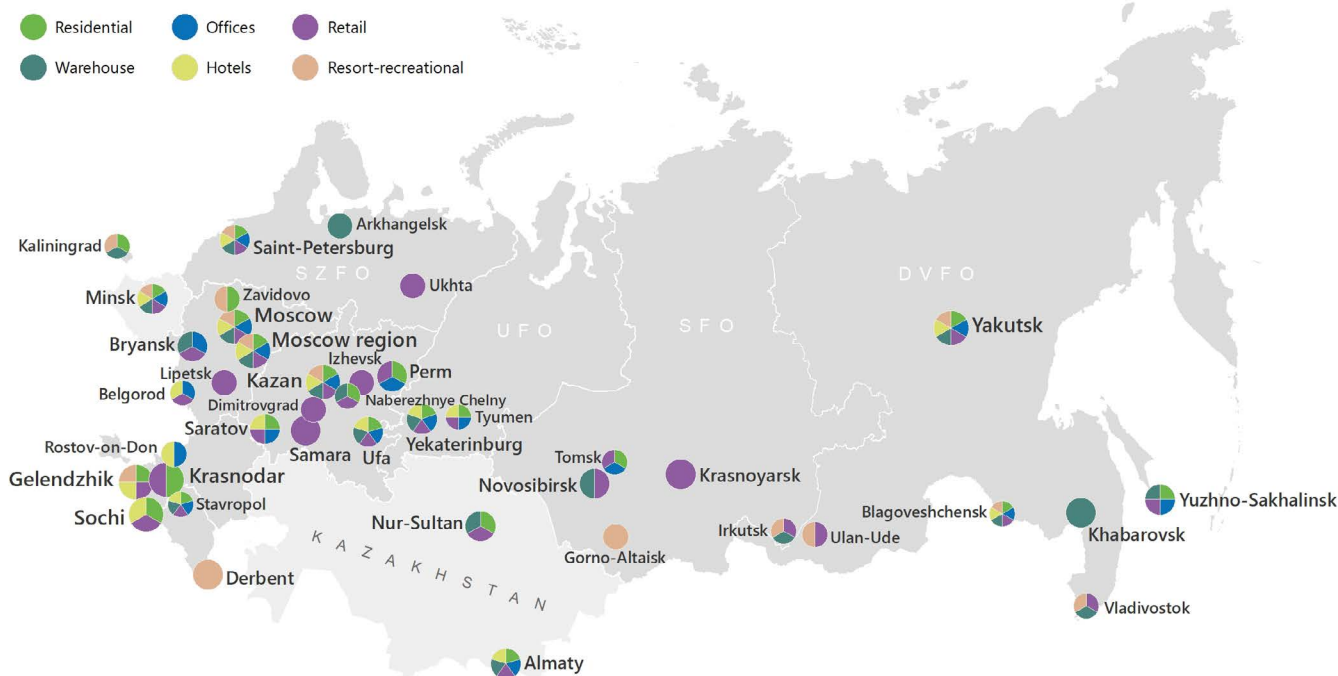 Residential
Offices
Retail
Warehouse
Hotels
Resort-recreational
Arkhangelsk
Kaliningrad
Saint-Petersburg
SZFO
DVFO
Ukhta
Minsk
Zavidovo
Moscow
Yakutsk
UFO
SFO
Bryansk
Moscow region
Izhevsk
Lipetsk
Kazan
Perm
Belgorod
Naberezhnye Chelny
Dimitrovgrad
Tyumen
Saratov
Yekaterinburg
Rostov-on-Don
Samara
Ufa
Tomsk
Gelendzhik
Krasnodar
Krasnoyarsk
Novosibirsk
Stavropol
Yuzhno-Sakhalinsk
Sochi
Nur-Sultan
Blagoveshchensk
Irkutsk
Ulan-Ude
Khabarovsk
Gorno-Altaisk
KAZAKHSTAN
Derbent
Vladivostok
Almaty